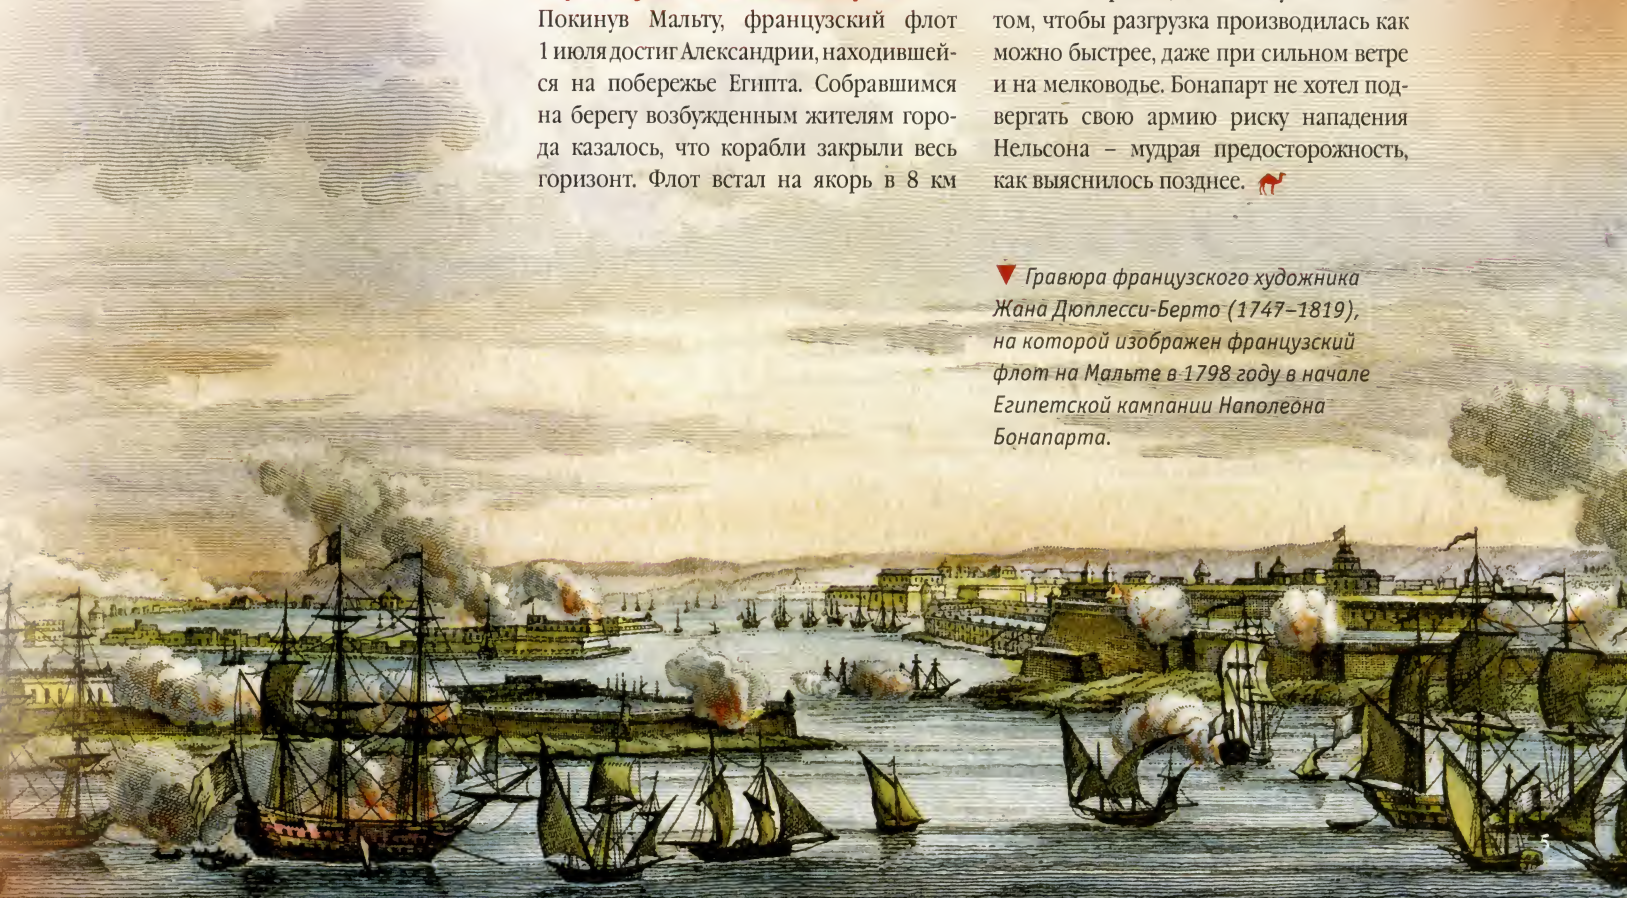 Покинув Мальту, французский флот
1 июля достиг Александрии, находившей-
ся на побережье Египта. Собравшимся
на берегу возбужденным жителям горо-
да казалось, что корабли закрыли весь
горизонт. Флот встал на якорь в 8 км
том, чтобы разгрузка производилась как
можно быстрее, даже при сильном ветре
и на мелководье. Бонапарт не хотел под-
вергать свою армию риску нападения
Нельсона – мудрая предосторожность,
как выяснилось позднее.
Гравюра французского художника
Жана Дюплесси-Берто (1747–1819),
на которой изображен французский
флот на Мальте в 1798 году в начале
Египетской кампании Наполеона
Бонапарта.
5